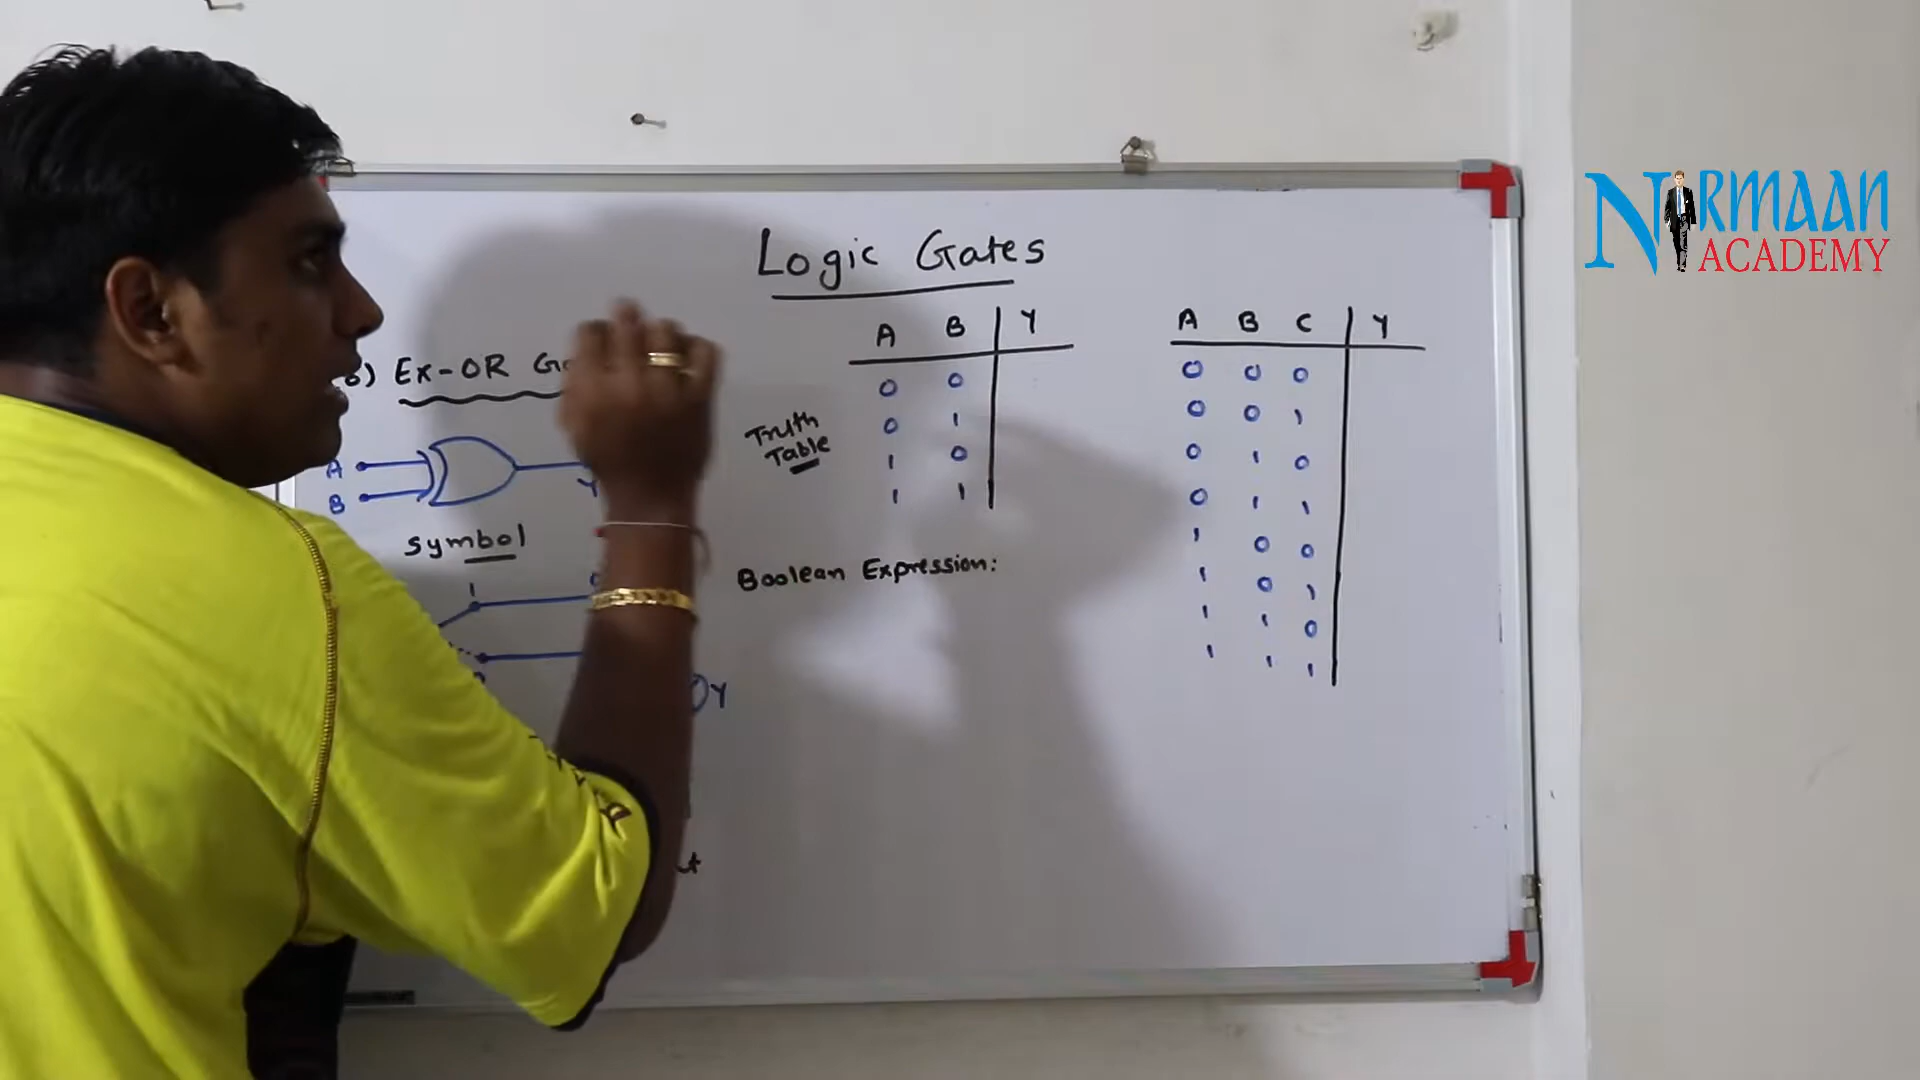 Logic Gates
6) Ex-OR
A
B
Y
symbol
1
Y
Truth
Table
A B Y
0 0
0 1
1 0
1 1
Boolean Expression:
A B C Y
0 0 0
0 0 1
0 1 0
0 1 1
1 0 0
1 0 1
1 1 0
1 1 1
NIRMAAN
ACADEMY